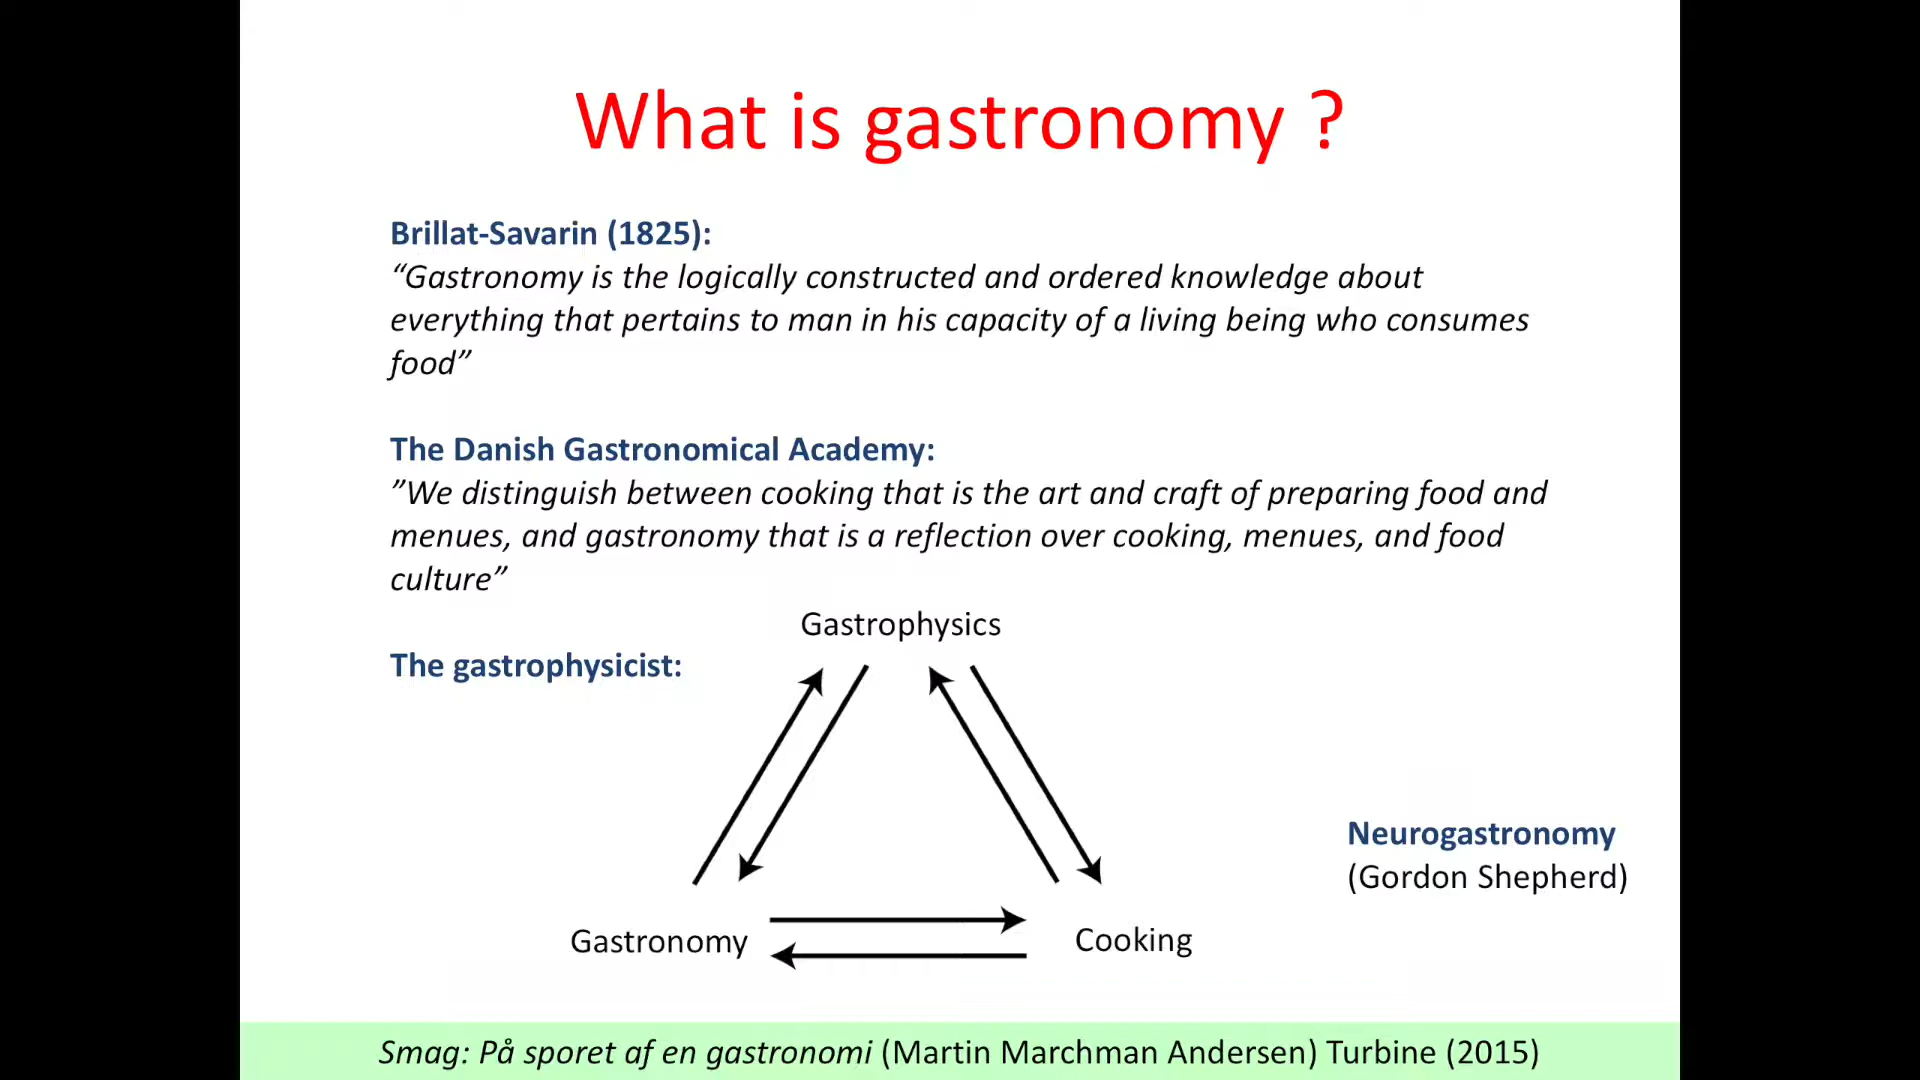 What is gastronomy ?
Brillat-Savarin (1825):
“Gastronomy is the logically constructed and ordered knowledge about
everything that pertains to man in his capacity of a living being who consumes
food”
The Danish Gastronomical Academy:
”We distinguish between cooking that is the art and craft of preparing food and
menues, and gastronomy that is a reflection over cooking, menues, and food
culture”
Gastrophysics
The gastrophysicist:
Neurogastronomy
(Gordon Shepherd)
Gastronomy
Cooking
Smag: På sporet af en gastronomi (Martin Marchman Andersen) Turbine (2015)